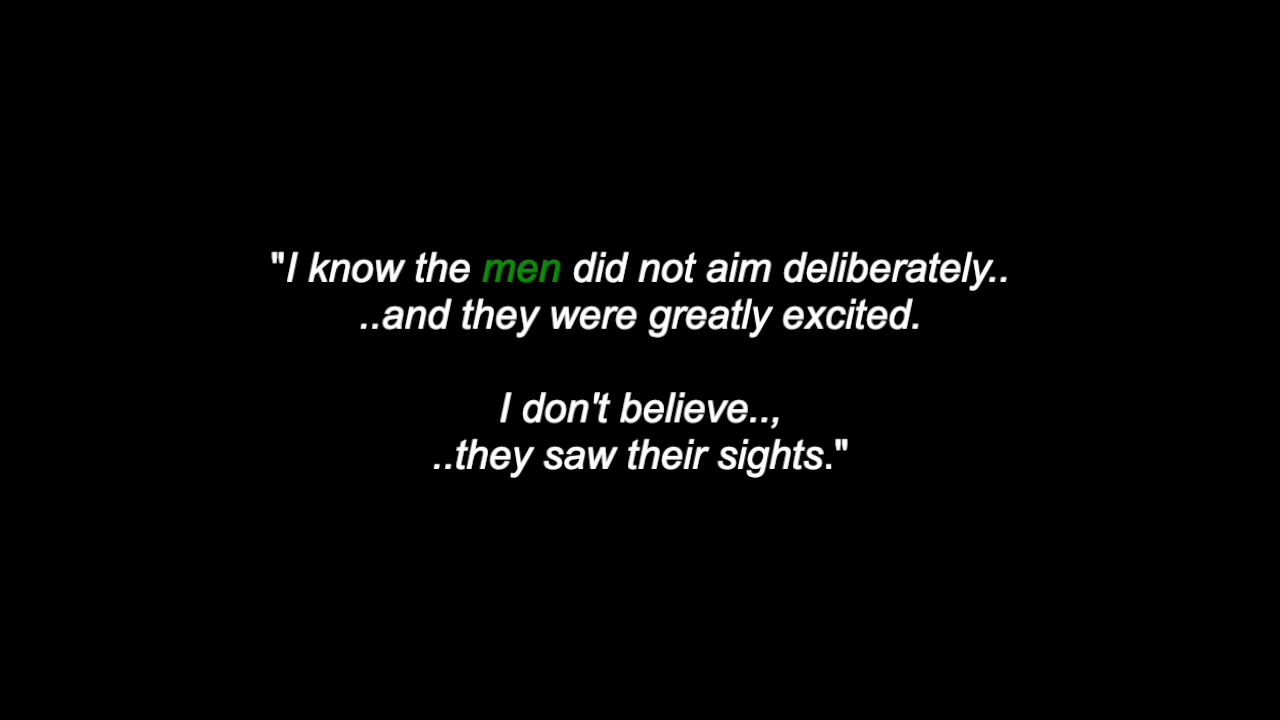 "I know the men did not aim deliberately..
..and they were greatly excited.
I don't believe..,
..they saw their sights."